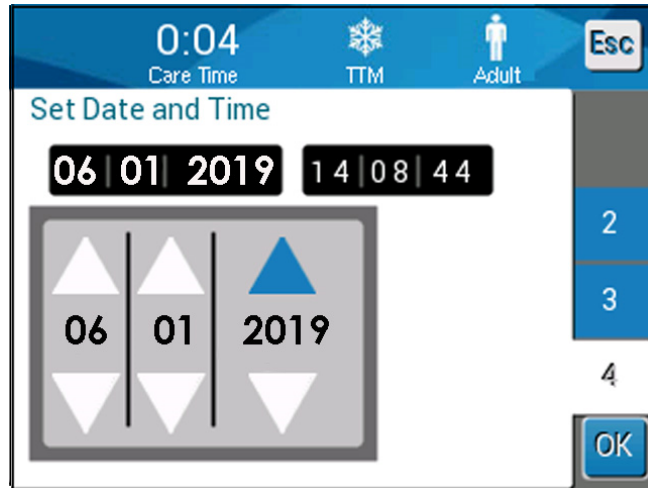 0:04
Care Time
TTM
Adult
Esc
Set Date and Time
06 | 01 | 2019
14 | 08 | 44
2
3
4
06 01 2019
OK